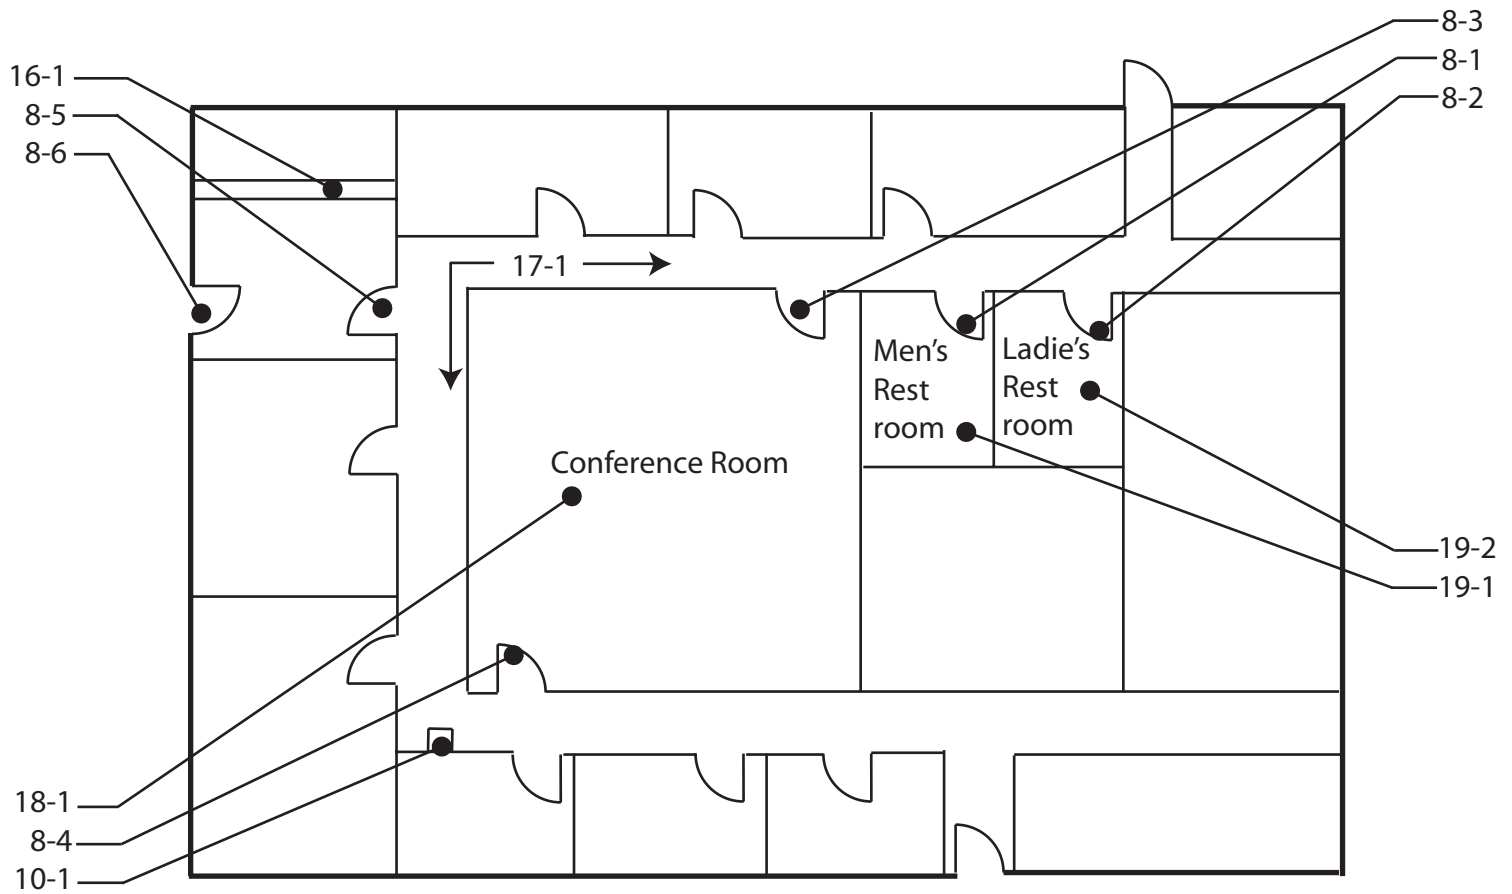 8-3
16-1
8-1
8-5
8-2
8-6
17-1
Men's
Rest
room
Ladie's
Rest
room
Conference Room
19-2
19-1
18-1
8-4
10-1